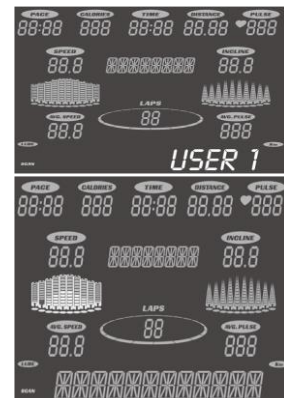 PACE CALORIES TIME DISTANCE PULSE
88:88 888 88:88 88.88 888
SPEED INCLINE
88.8 88.8
LAPS
88
AVG. SPEED AVG. PULSE
88.8 888
USER 1
PACE CALORIES TIME DISTANCE PULSE
88:88 888 88:88 88.88 888
SPEED INCLINE
88.8 88.8
LAPS
88
AVG. SPEED AVG. PULSE
88.8 888